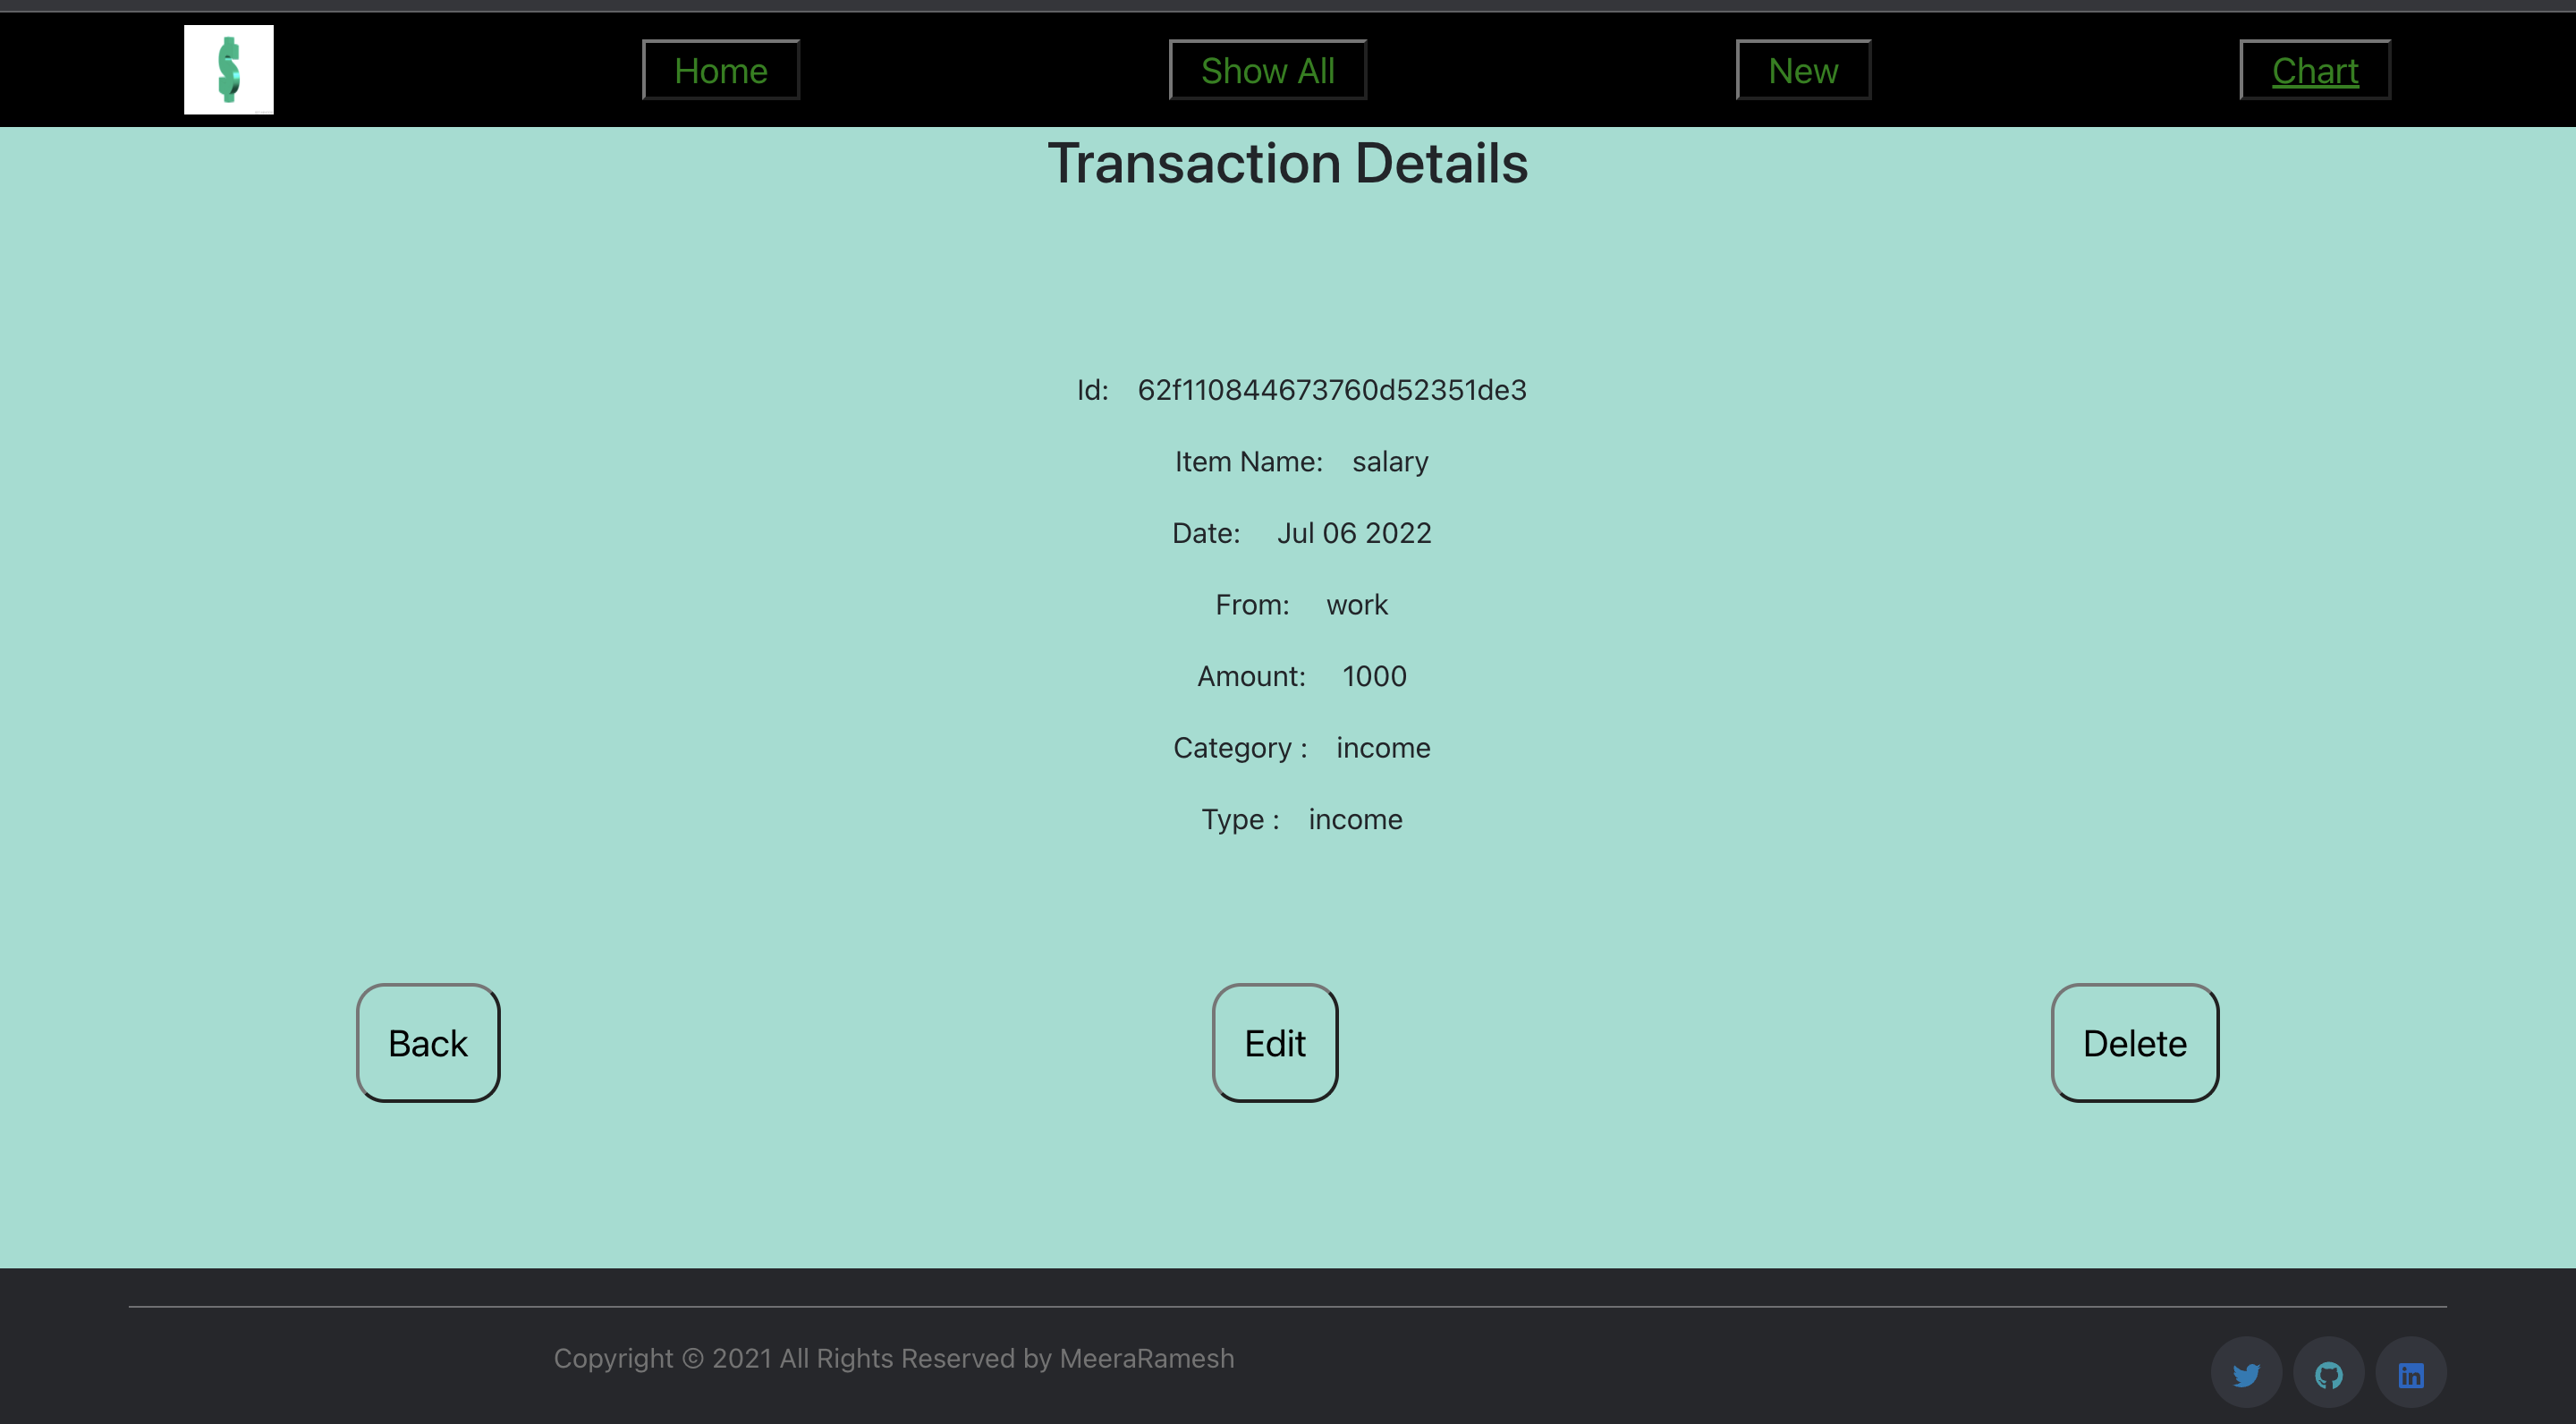 Home Show All New Chart
Transaction Details
Id: 62f110844673760d52351de3
Item Name: salary
Date: Jul 06 2022
From: work
Amount: 1000
Category : income
Type : income
Back Edit Delete
Copyright © 2021 All Rights Reserved by MeeraRamesh